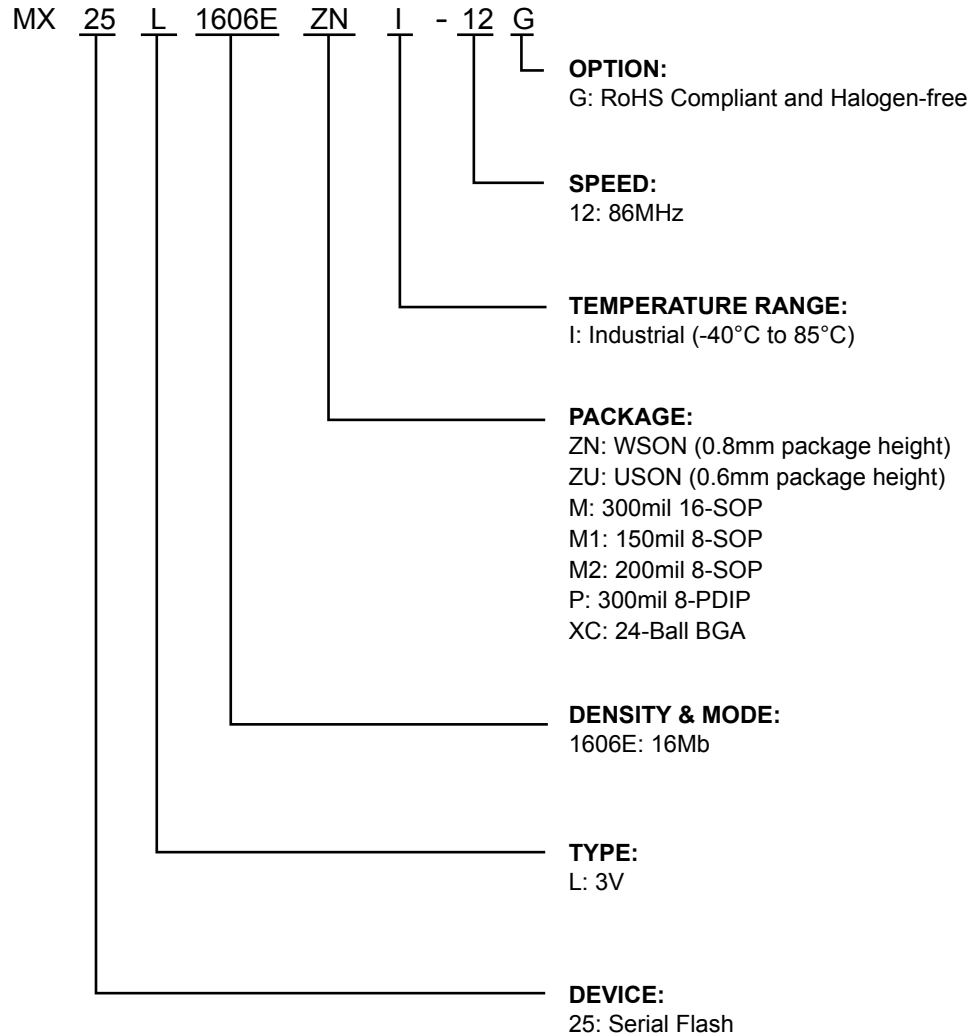 MX 25 L 1606E ZN I - 12 G
OPTION:
G: RoHS Compliant and Halogen-free
SPEED:
12: 86MHz
TEMPERATURE RANGE:
I: Industrial (-40°C to 85°C)
PACKAGE:
ZN: WSON (0.8mm package height)
ZU: USON (0.6mm package height)
M: 300mil 16-SOP
M1: 150mil 8-SOP
M2: 200mil 8-SOP
P: 300mil 8-PDIP
XC: 24-Ball BGA
DENSITY & MODE:
1606E: 16Mb
TYPE:
L: 3V
DEVICE:
25: Serial Flash